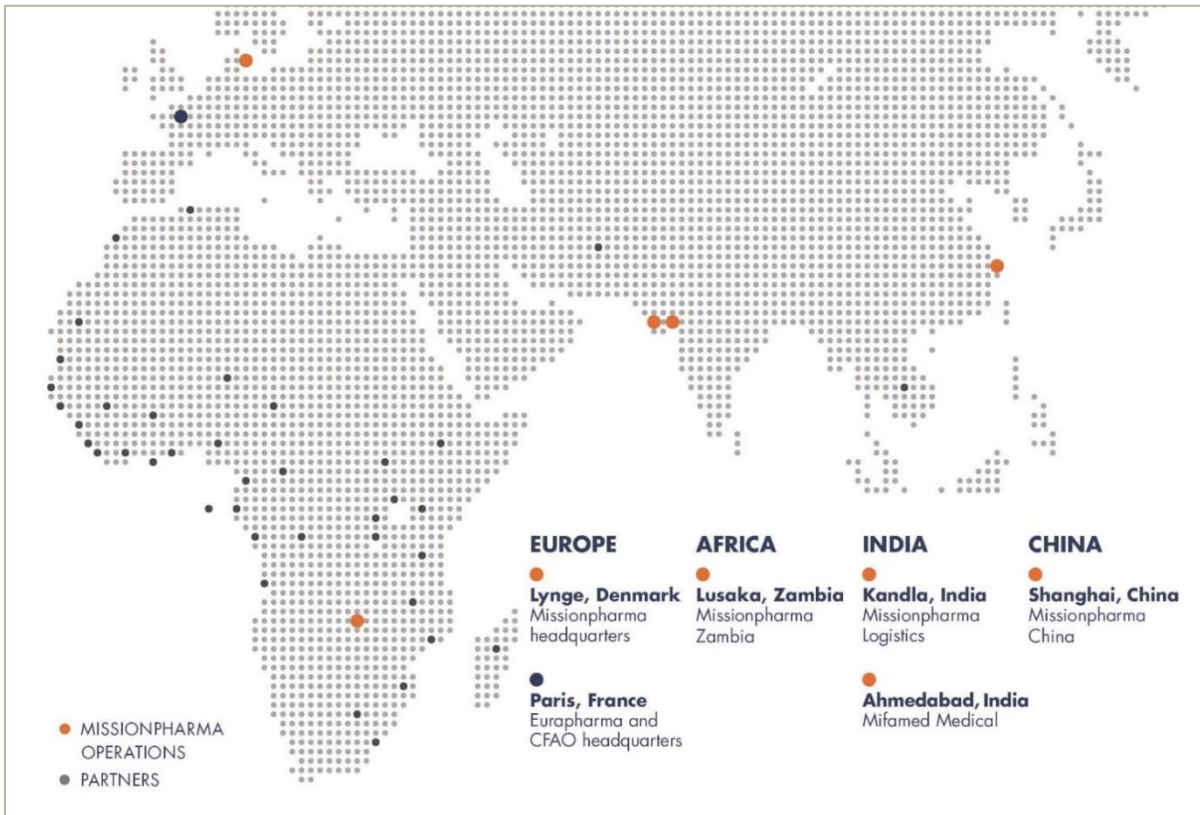 EUROPE
Lynge, Denmark
Missionpharma
headquarters
Paris, France
Eurapharma and
CFAO headquarters
AFRICA
Lusaka, Zambia
Missionpharma
Zambia
INDIA
Kandla, India
Missionpharma
Logistics
Ahmedabad, India
Mifamed Medical
CHINA
Shanghai, China
Missionpharma
China
MISSIONPHARMA
OPERATIONS
PARTNERS